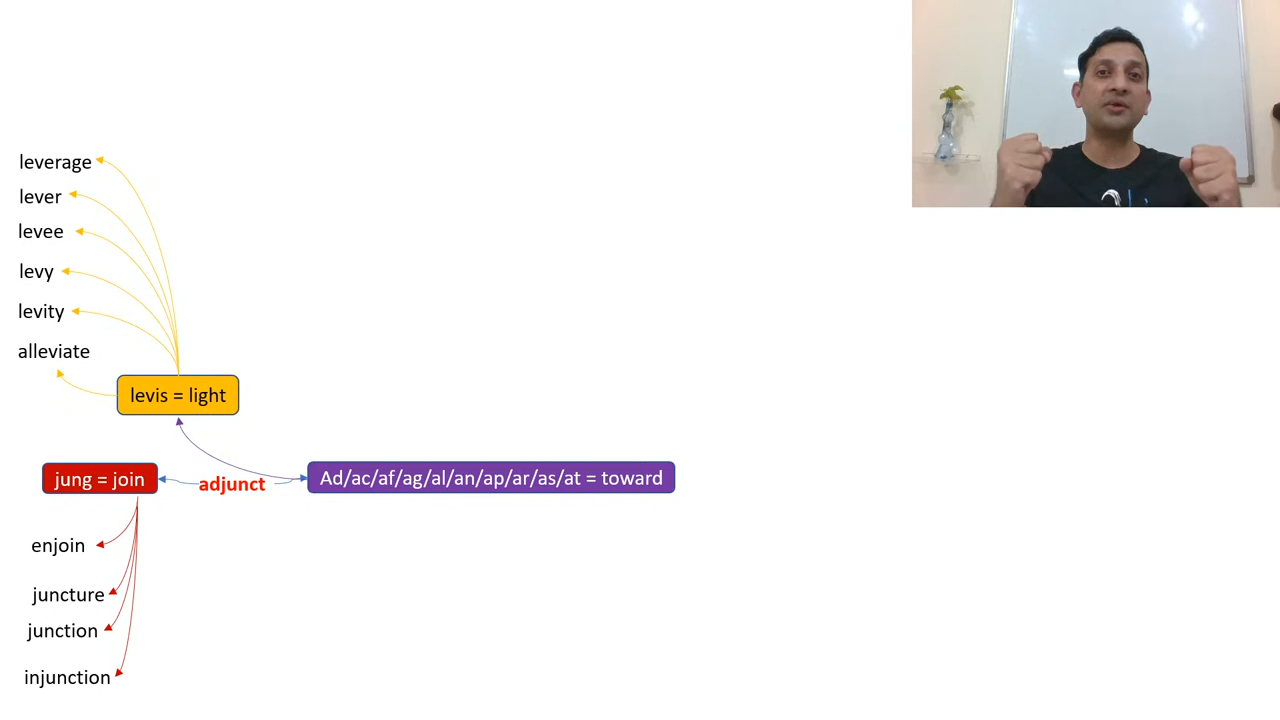 leverage
lever
levee
levy
levity
alleviate
levis = light
jung = join
adjunct
Ad/ac/af/ag/al/an/ap/ar/as/at = toward
enjoin
juncture
junction
injunction